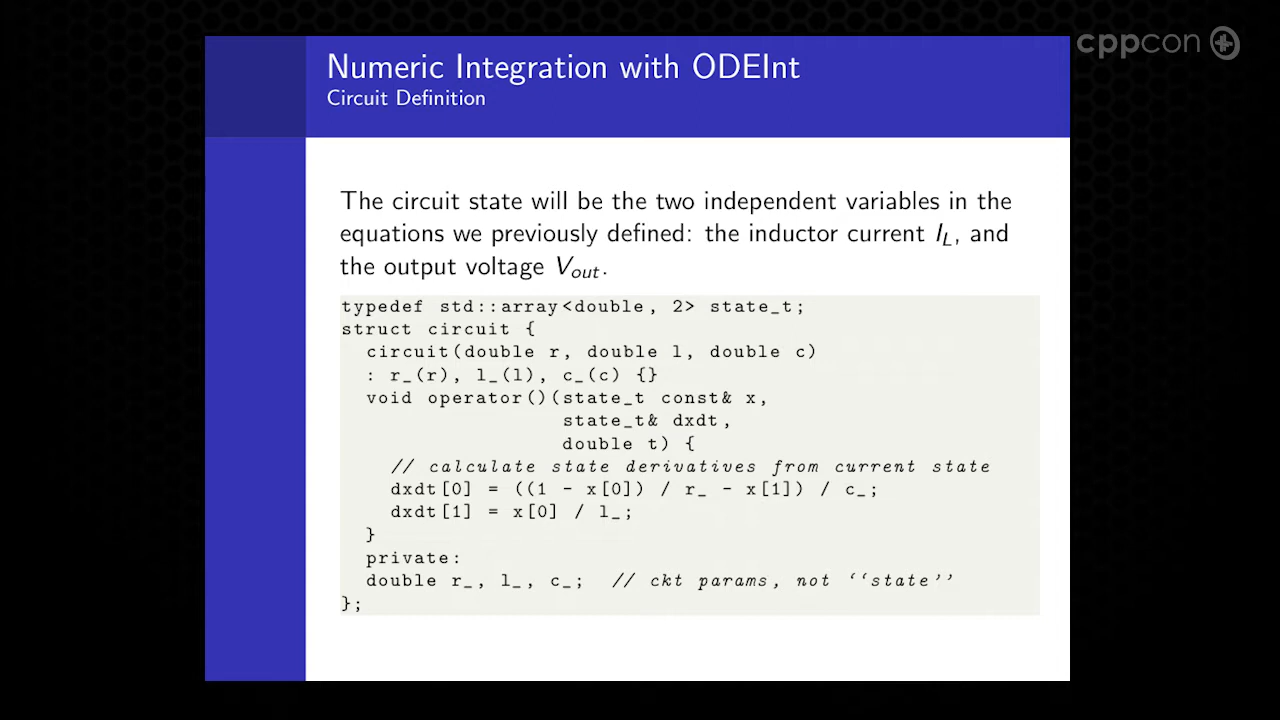 cppcon
Numeric Integration with ODEInt
Circuit Definition
The circuit state will be the two independent variables in the
equations we previously defined: the inductor current I_L, and
the output voltage V_out.
typedef std::array<double, 2> state_t;
struct circuit {
  circuit(double r, double l, double c)
  : r_(r), l_(l), c_(c) {}
  void operator()(state_t const& x,
                  state_t& dxdt,
                  double t) {
    // calculate state derivatives from current state
    dxdt[0] = ((1 - x[0]) / r_ - x[1]) / c_;
    dxdt[1] = x[0] / l_;
  }
  private:
  double r_, l_, c_;  // ckt params, not ‘‘state’’
};